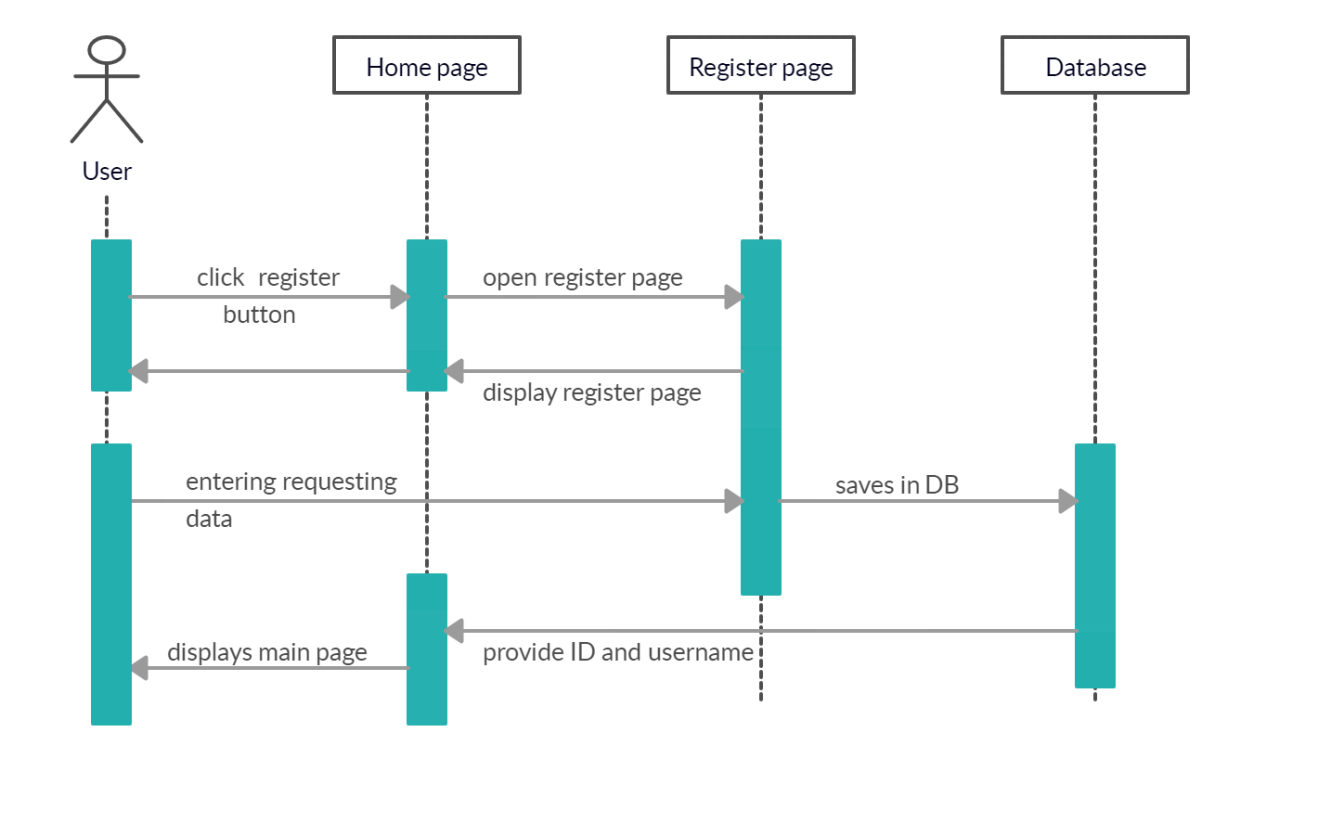 Home page
Register page
Database
User
click register
button
open register page
display register page
entering requesting
data
saves in DB
displays main page
provide ID and username